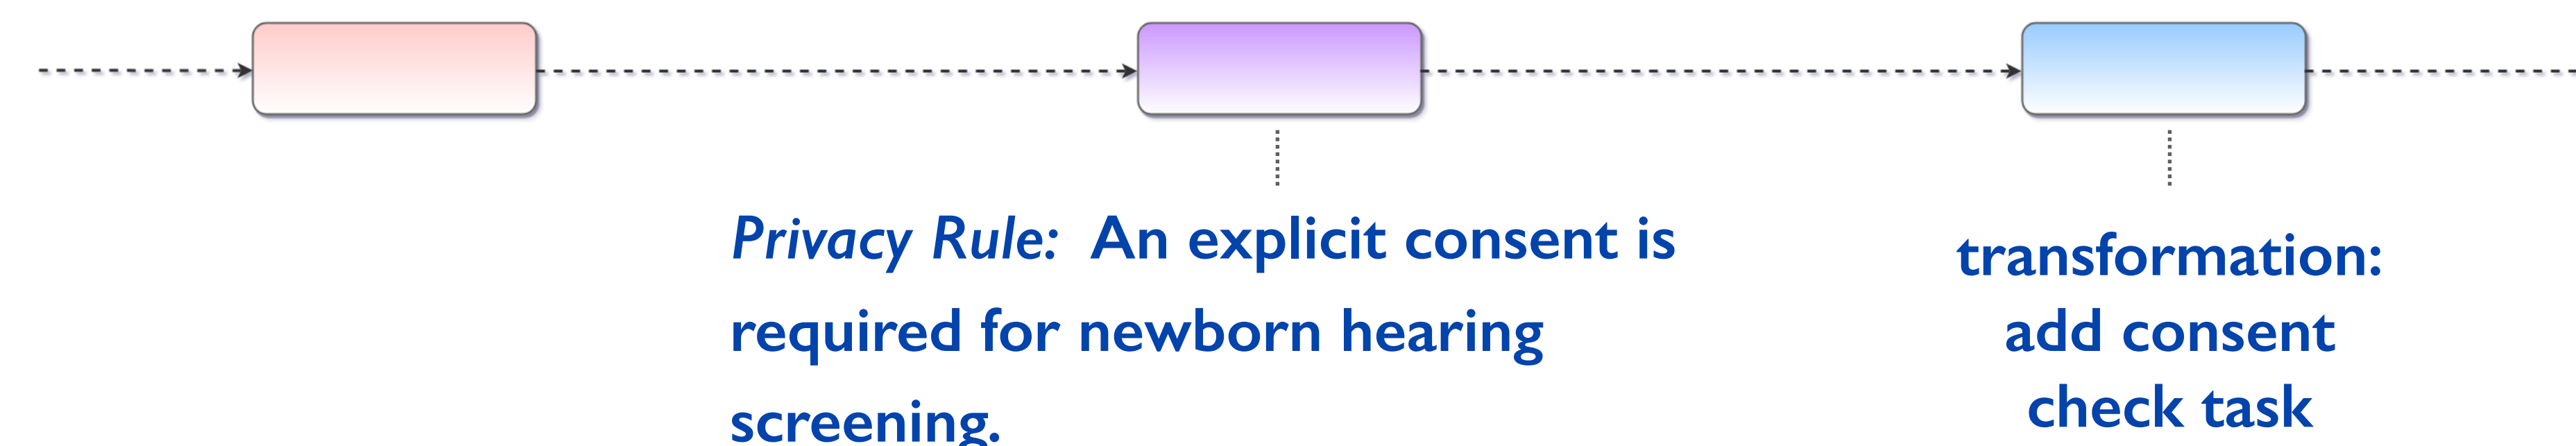 Privacy Rule: An explicit consent is
required for newborn hearing
screening.
transformation:
add consent
check task